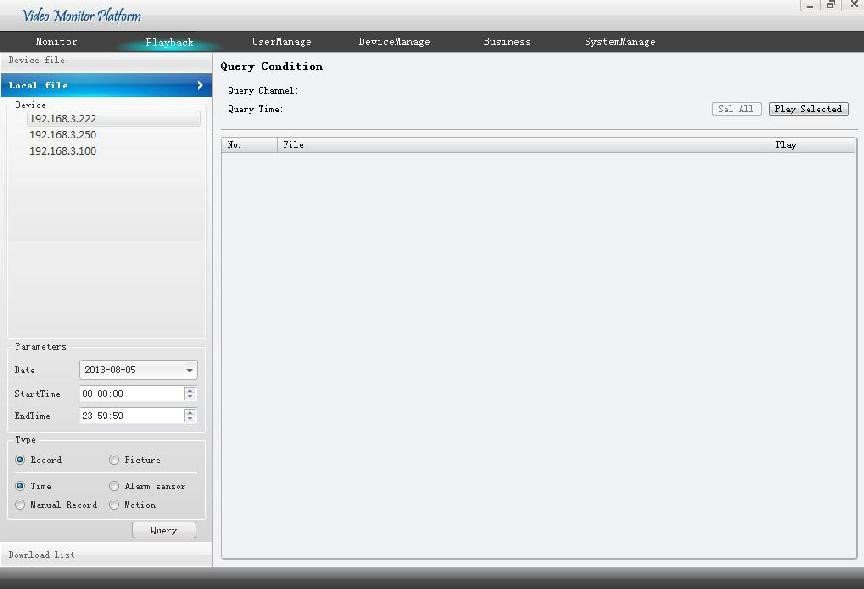 Video Monitor Platform
Monitor Playback UserManage DeviceManage Business SystemManage
Device file
Local file
Device
192.168.3.222
192.168.3.250
192.168.3.100
Parameters
Date 2013-08-05
StartTime 00:00:00
EndTime 23:59:59
Type
Record Picture
Time Alarm sensor
Manual Record Motion
Query
Download list
Query Condition
Query Channel:
Query Time:
Sel All Play Selected
No. File Play